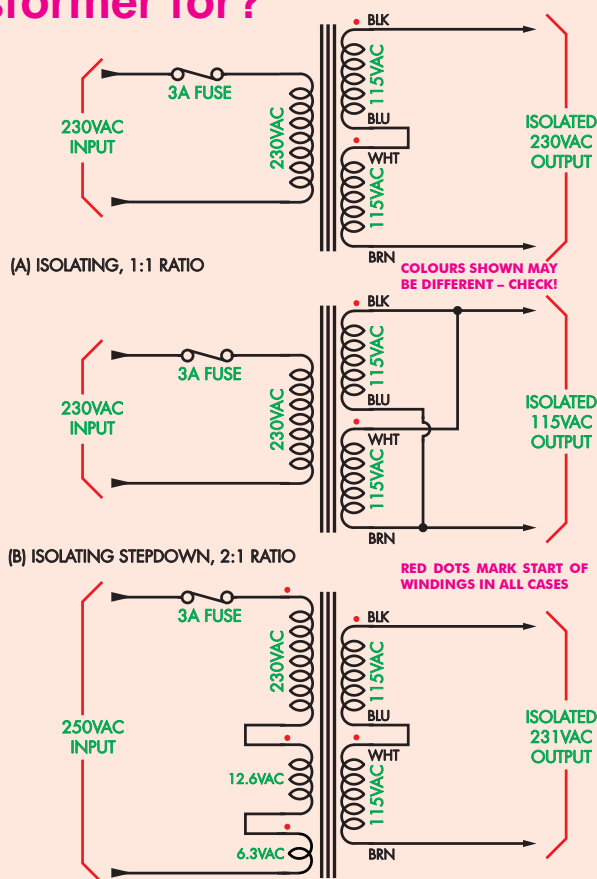 sformer for?
BLK
3A FUSE
230VAC
INPUT
230VAC
115VAC
BLU
WHT
115VAC
BRN
ISOLATED
230VAC
OUTPUT
(A) ISOLATING, 1:1 RATIO
COLOURS SHOWN MAY
BE DIFFERENT – CHECK!
BLK
3A FUSE
230VAC
INPUT
230VAC
115VAC
BLU
WHT
115VAC
BRN
ISOLATED
115VAC
OUTPUT
(B) ISOLATING STEPDOWN, 2:1 RATIO
RED DOTS MARK START OF
WINDINGS IN ALL CASES
3A FUSE
BLK
250VAC
INPUT
230VAC
115VAC
BLU
WHT
12.6VAC
115VAC
6.3VAC
BRN
ISOLATED
231VAC
OUTPUT